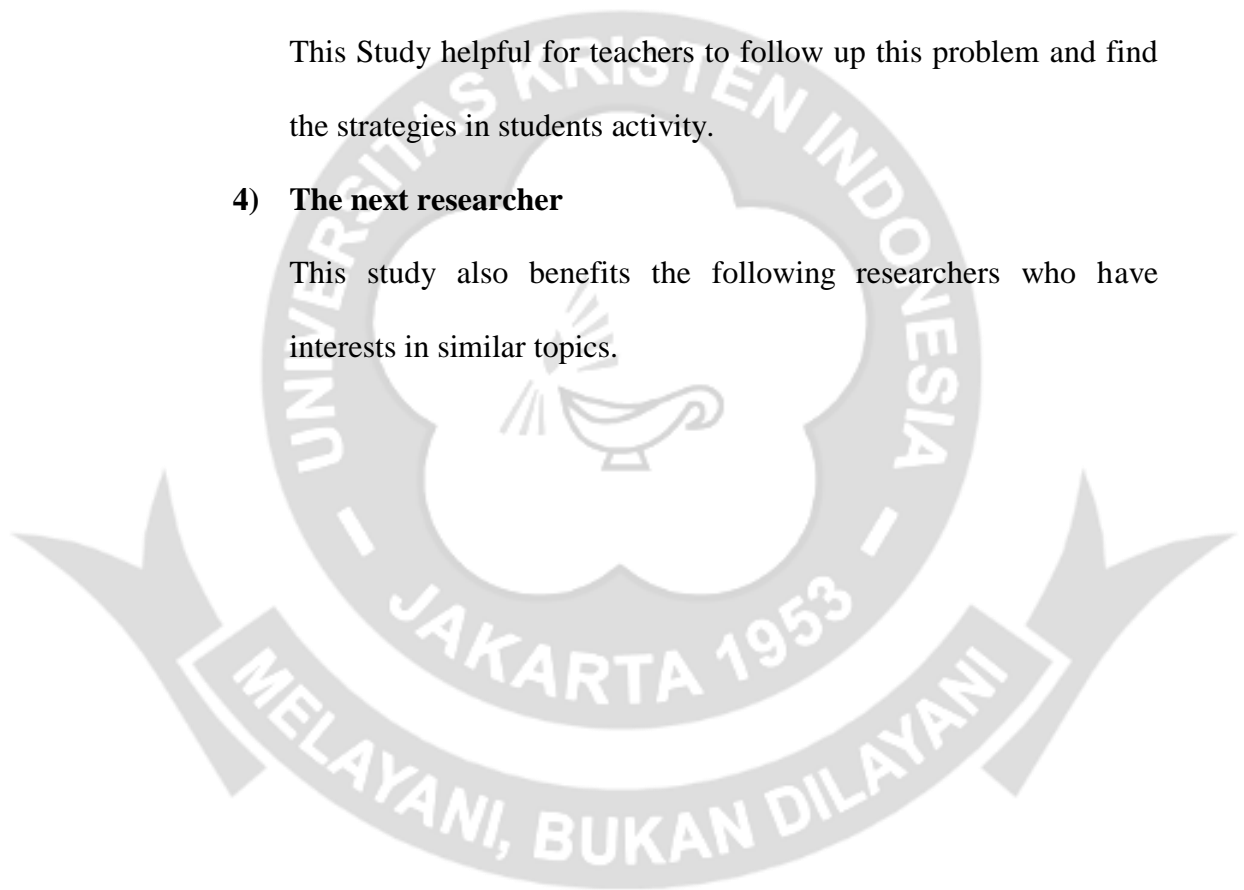 This Study helpful for teachers to follow up this problem and find
the strategies in students activity.
4) The next researcher
This study also benefits the following researchers who have
interests in similar topics.
UNIVERSITAS KRISTEN INDONESIA
JAKARTA 1953
MELAYANI, BUKAN DILAYANI